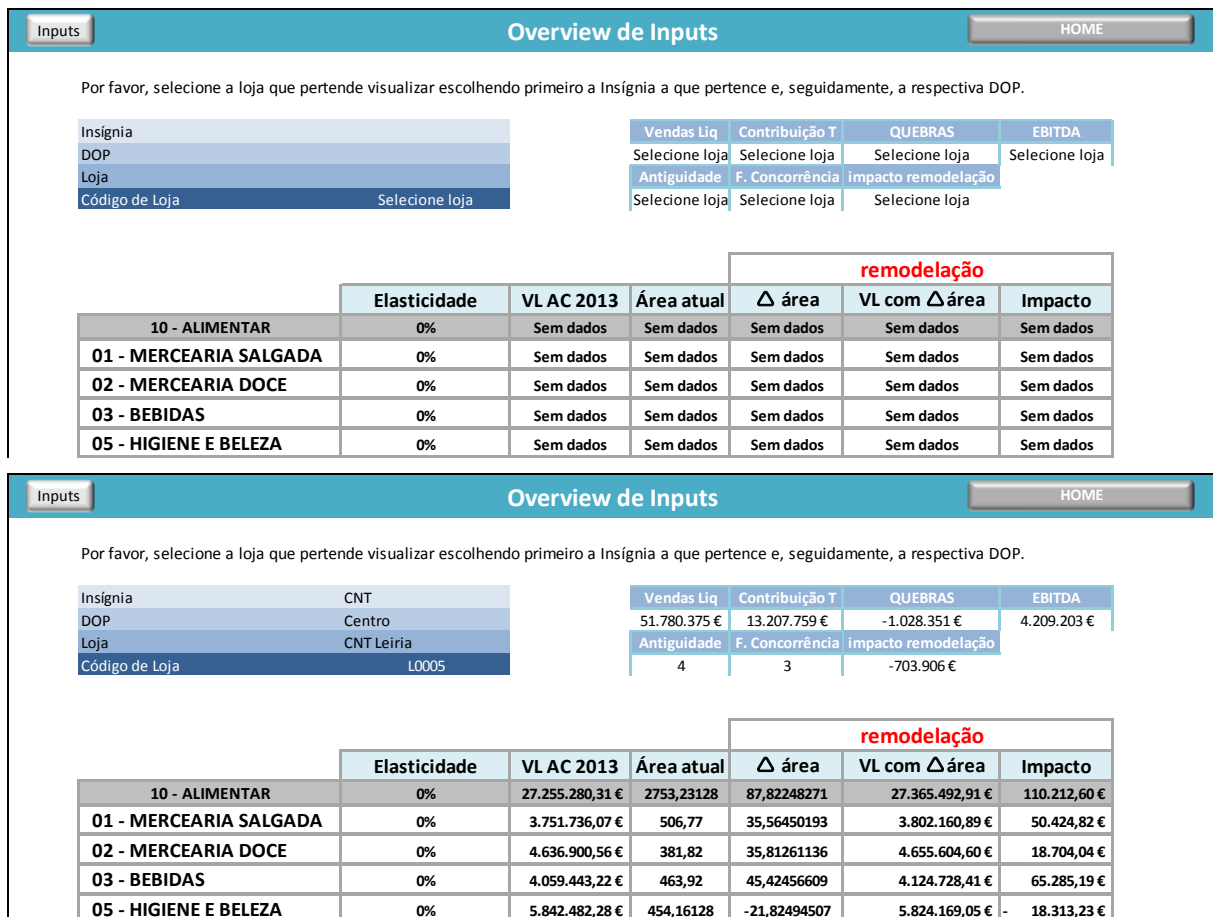 Inputs Overview de Inputs HOME
Por favor, selecione a loja que pertende visualizar escolhendo primeiro a Insígnia a que pertence e, seguidamente, a respectiva DOP.
Insígnia Vendas Liq Contribuição T QUEBRAS EBITDA
DOP Selecione loja Selecione loja Selecione loja Selecione loja
Loja Antiguidade F. Concorrência impacto remodelação
Código de Loja Selecione loja Selecione loja Selecione loja Selecione loja
remodelação
Elasticidade VL AC 2013 Área atual △ área VL com △área Impacto
10 - ALIMENTAR 0% Sem dados Sem dados Sem dados Sem dados Sem dados
01 - MERCEARIA SALGADA 0% Sem dados Sem dados Sem dados Sem dados Sem dados
02 - MERCEARIA DOCE 0% Sem dados Sem dados Sem dados Sem dados Sem dados
03 - BEBIDAS 0% Sem dados Sem dados Sem dados Sem dados Sem dados
05 - HIGIENE E BELEZA 0% Sem dados Sem dados Sem dados Sem dados Sem dados
Inputs Overview de Inputs HOME
Por favor, selecione a loja que pertende visualizar escolhendo primeiro a Insígnia a que pertence e, seguidamente, a respectiva DOP.
Insígnia CNT Vendas Liq Contribuição T QUEBRAS EBITDA
DOP Centro 51.780.375 € 13.207.759 € -1.028.351 € 4.209.203 €
Loja CNT Leiria Antiguidade F. Concorrência impacto remodelação
Código de Loja L0005 4 3 -703.906 €
remodelação
Elasticidade VL AC 2013 Área atual △ área VL com △área Impacto
10 - ALIMENTAR 0% 27.255.280,31 € 2753,23128 87,82248271 27.365.492,91 € 110.212,60 €
01 - MERCEARIA SALGADA 0% 3.751.736,07 € 506,77 35,56450193 3.802.160,89 € 50.424,82 €
02 - MERCEARIA DOCE 0% 4.636.900,56 € 381,82 35,81261136 4.655.604,60 € 18.704,04 €
03 - BEBIDAS 0% 4.059.443,22 € 463,92 45,42456609 4.124.728,41 € 65.285,19 €
05 - HIGIENE E BELEZA 0% 5.842.482,28 € 454,16128 -21,82494507 5.824.169,05 € - 18.313,23 €